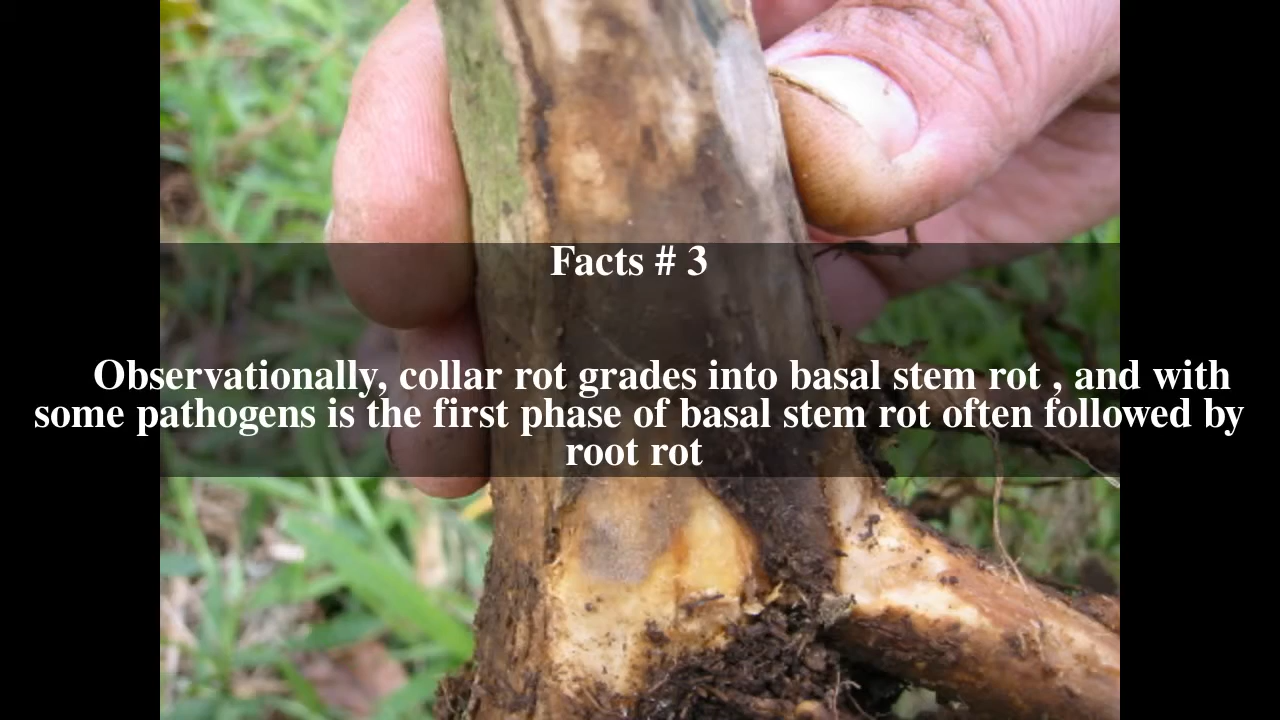 Facts # 3
Observationally, collar rot grades into basal stem rot , and with
some pathogens is the first phase of basal stem rot often followed by
root rot